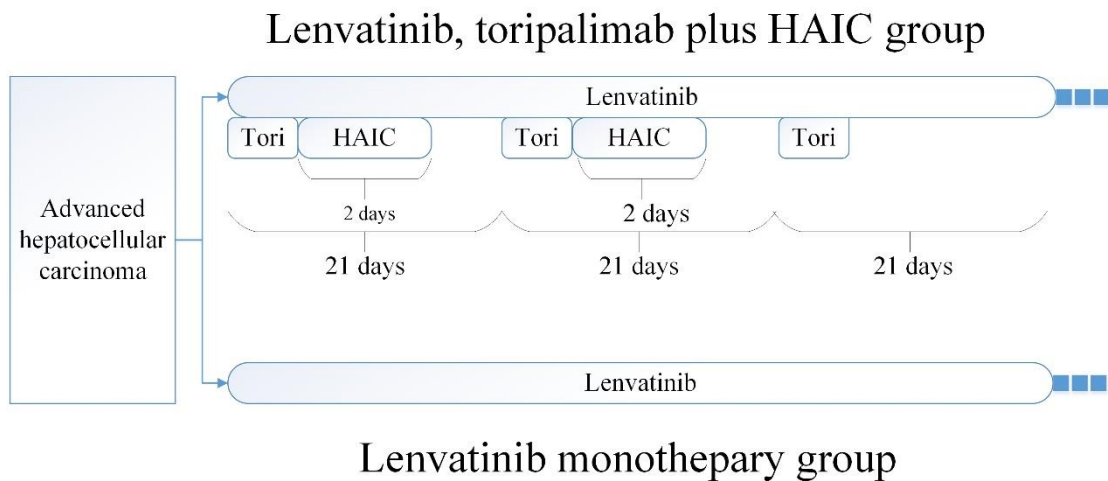 Lenvatinib, toripalimab plus HAIC group
Lenvatinib
Tori
HAIC
Tori
HAIC
Tori
2 days
2 days
21 days
21 days
21 days
Advanced
hepatocellular
carcinoma
Lenvatinib
Lenvatinib monothepary group